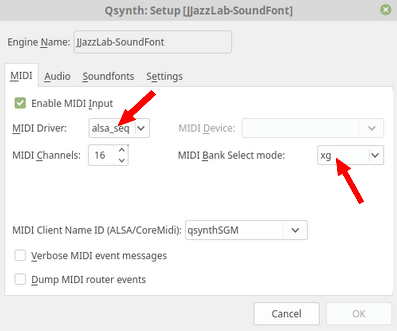 Qsynth: Setup [JJazzLab-SoundFont]
Engine Name: JJazzLab-SoundFont
MIDI Audio Soundfonts Settings
Enable MIDI Input
MIDI Driver: alsa_seq MIDI Device:
MIDI Channels: 16 MIDI Bank Select mode: xg
MIDI Client Name ID (ALSA/CoreMidi): qsynthSGM
Verbose MIDI event messages
Dump MIDI router events
Cancel OK